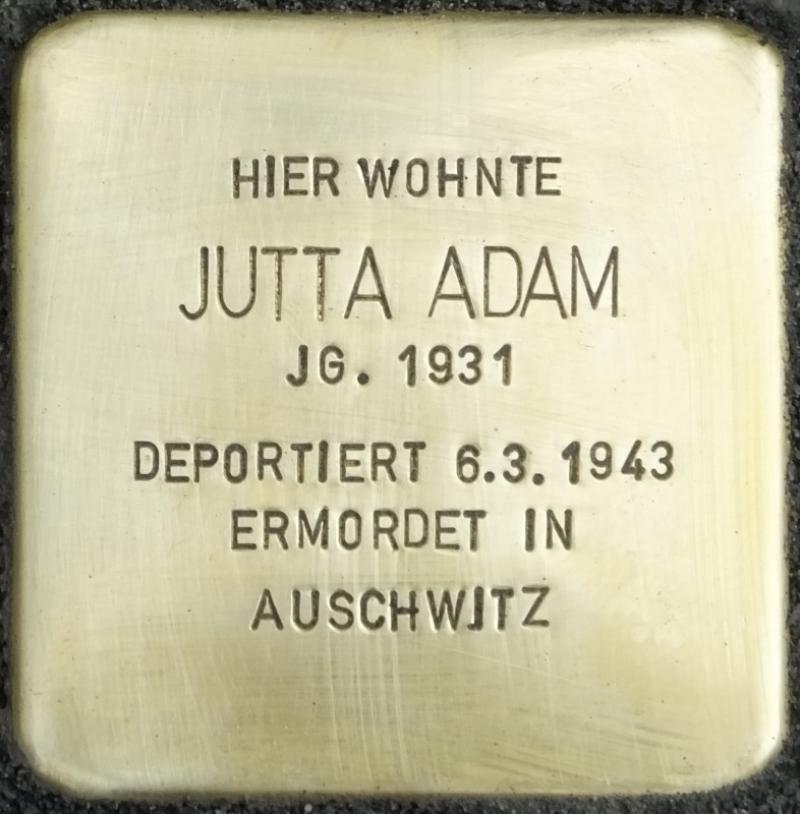 HIER WOHNTE
JUTTA ADAM
JG. 1931
DEPORTIERT 6.3.1943
ERMORDET IN
AUSCHWITZ